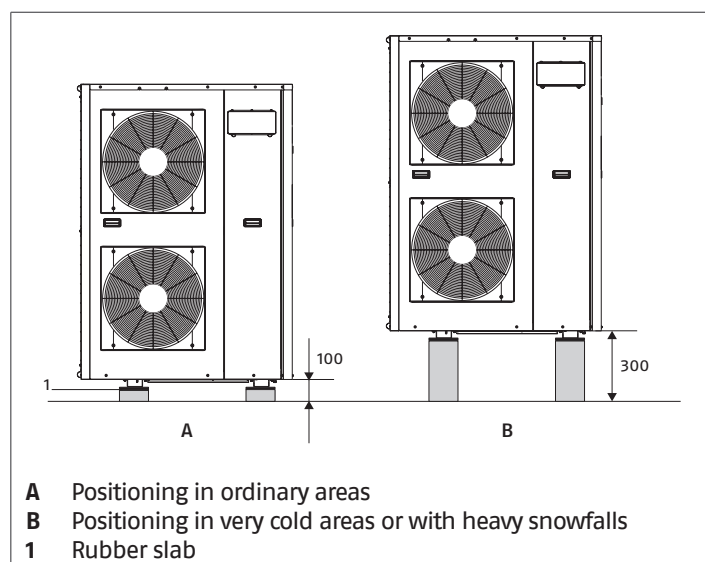 100
300
1
A
B
A Positioning in ordinary areas
B Positioning in very cold areas or with heavy snowfalls
1 Rubber slab